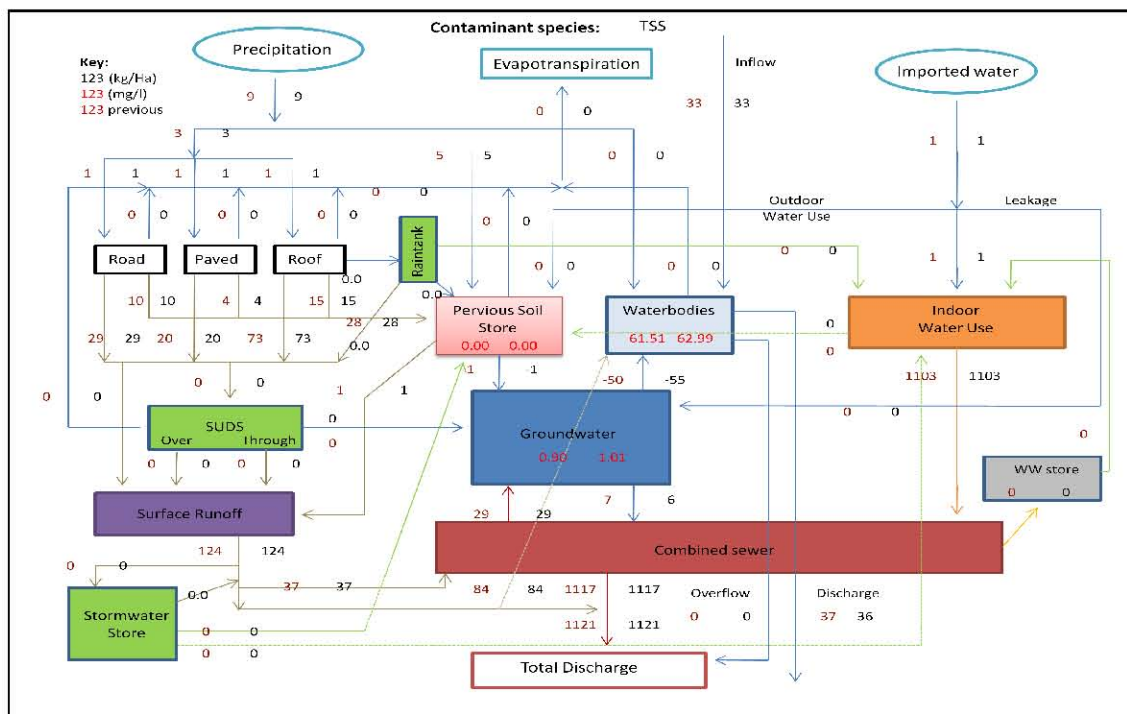 Contaminant species: TSS
Precipitation
Evapotranspiration
Inflow
Imported water
Key:
123 (kg/Ha)
123 (mg/l)
123 previous
9 9
33 33
0 0
3 3
1 1
5 5
0 0
1 1 1 1 1 1
0 0
Outdoor
Water Use
Leakage
0 0 0 0 0 0
0 0
0 0
1 1
Road
Paved
Roof
Raintank
0 0
0 0
0.0
0.0
10 10 4 4 15 15
Pervious Soil
Store
0.00 0.00
Waterbodies
61.51 62.99
Indoor
Water Use
28 28
29 29 20 20 73 73
0.0
0
0
1 1
-50 -55
1103 1103
0 0
0 0
1 1
0 0
SUDS
Over Through
0
0
Groundwater
0.90 1.01
0
0 0 0 0
WW store
0 0
Surface Runoff
29 29
7 6
124 124
Combined sewer
0 0
0.0
37 37
84 84
1117 1117
Overflow
Discharge
Stormwater
Store
0 0
0 0
1121 1121
0 0
37 36
Total Discharge